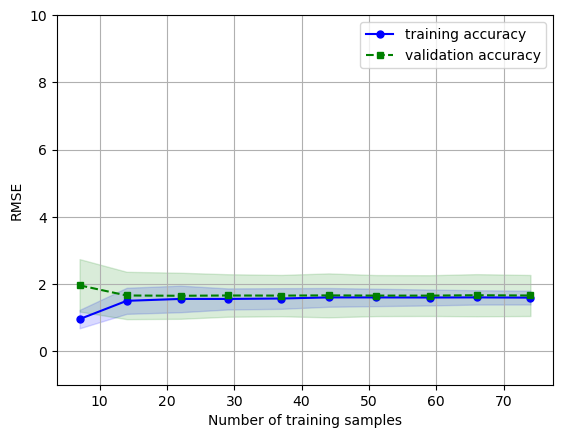 10
8
6
4
2
0
RMSE
training accuracy
validation accuracy
10 20 30 40 50 60 70
Number of training samples